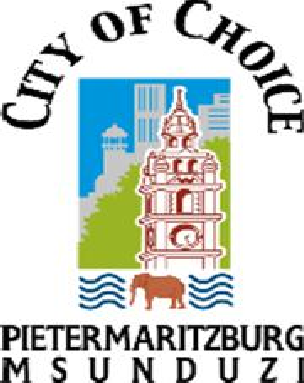 CITY OF CHOICE
PIETERMARITZBURG
MSUNDUZI